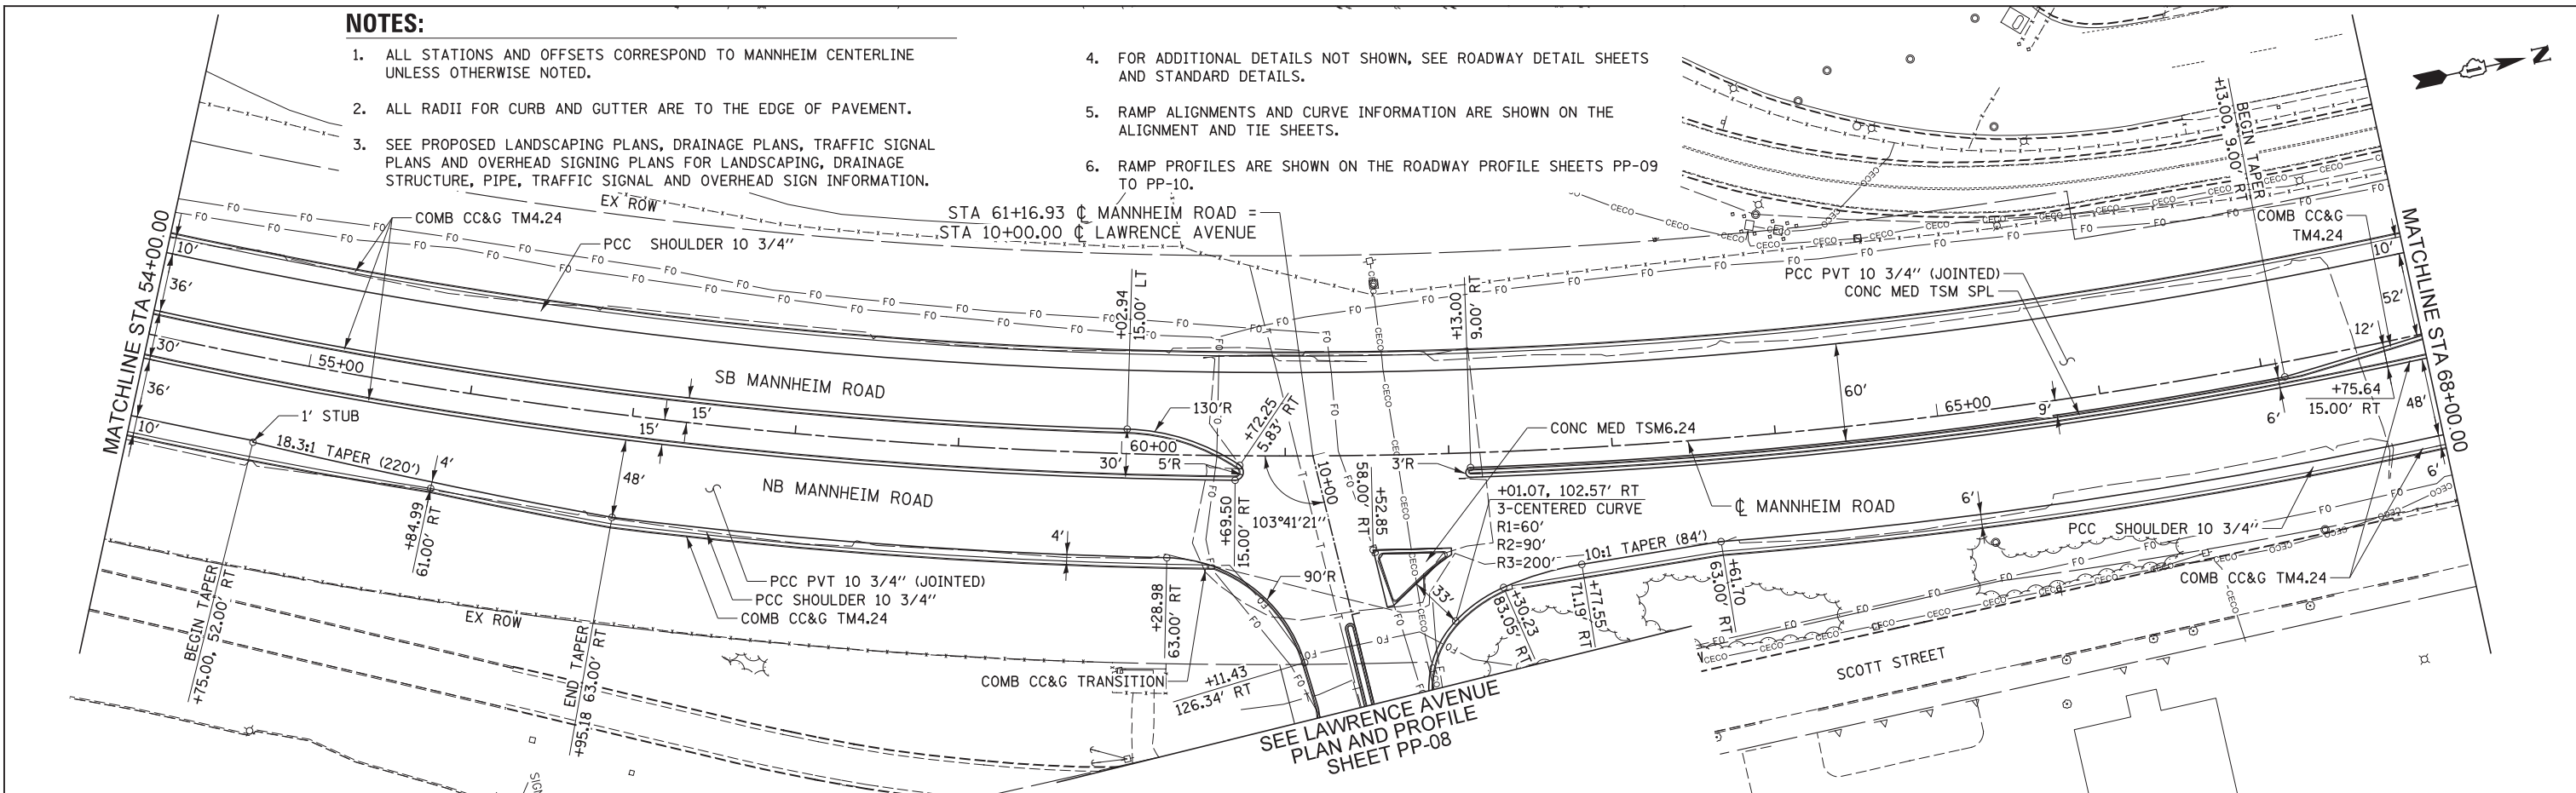 NOTES:
1. ALL STATIONS AND OFFSETS CORRESPOND TO MANNHEIM CENTERLINE
UNLESS OTHERWISE NOTED.
2. ALL RADII FOR CURB AND GUTTER ARE TO THE EDGE OF PAVEMENT.
3. SEE PROPOSED LANDSCAPING PLANS, DRAINAGE PLANS, TRAFFIC SIGNAL
PLANS AND OVERHEAD SIGNING PLANS FOR LANDSCAPING, DRAINAGE
STRUCTURE, PIPE, TRAFFIC SIGNAL AND OVERHEAD SIGN INFORMATION.
4. FOR ADDITIONAL DETAILS NOT SHOWN, SEE ROADWAY DETAIL SHEETS
AND STANDARD DETAILS.
5. RAMP ALIGNMENTS AND CURVE INFORMATION ARE SHOWN ON THE
ALIGNMENT AND TIE SHEETS.
6. RAMP PROFILES ARE SHOWN ON THE ROADWAY PROFILE SHEETS PP-09
TO PP-10.
N
MATCHLINE STA 54+00.00
10'
36'
30'
36'
10'
EX ROW
COMB CC&G TM4.24
PCC SHOULDER 10 3/4"
STA 61+16.93 ℄ MANNHEIM ROAD =
STA 10+00.00 ℄ LAWRENCE AVENUE
+02.94
15.00' LT
+13.00
9.00' RT
+13.00, 9.00' RT
BEGIN TAPER
COMB CC&G
TM4.24
PCC PVT 10 3/4" (JOINTED)
CONC MED TSM SPL
MATCHLINE STA 68+00.00
10'
52'
12'
48'
6'
55+00
SB MANNHEIM ROAD
15'
15'
130'R
+72.25
5.83' RT
60+00
30'
5'R
3'R
60'
65+00
9'
6'
+75.64
15.00' RT
1' STUB
18.3:1 TAPER (220')
4'
48'
NB MANNHEIM ROAD
+84.99
61.00' RT
+69.50
15.00' RT
10+00
103°41'21"
58.00' RT
+52.85
CONC MED TSM6.24
+01.07, 102.57' RT
3-CENTERED CURVE
R1=60'
R2=90'
R3=200'
℄ MANNHEIM ROAD
6'
PCC SHOULDER 10 3/4"
COMB CC&G TM4.24
BEGIN TAPER
+75.00, 52.00' RT
EX ROW
END TAPER
+95.18 63.00' RT
PCC PVT 10 3/4" (JOINTED)
PCC SHOULDER 10 3/4"
COMB CC&G TM4.24
4'
+28.98
63.00' RT
90'R
COMB CC&G TRANSITION
+11.43
126.34' RT
33'
+30.23
83.05' RT
10:1 TAPER (84')
+77.55
71.19' RT
+61.70
63.00' RT
SCOTT STREET
SEE LAWRENCE AVENUE
PLAN AND PROFILE
SHEET PP-08
FO
CECO